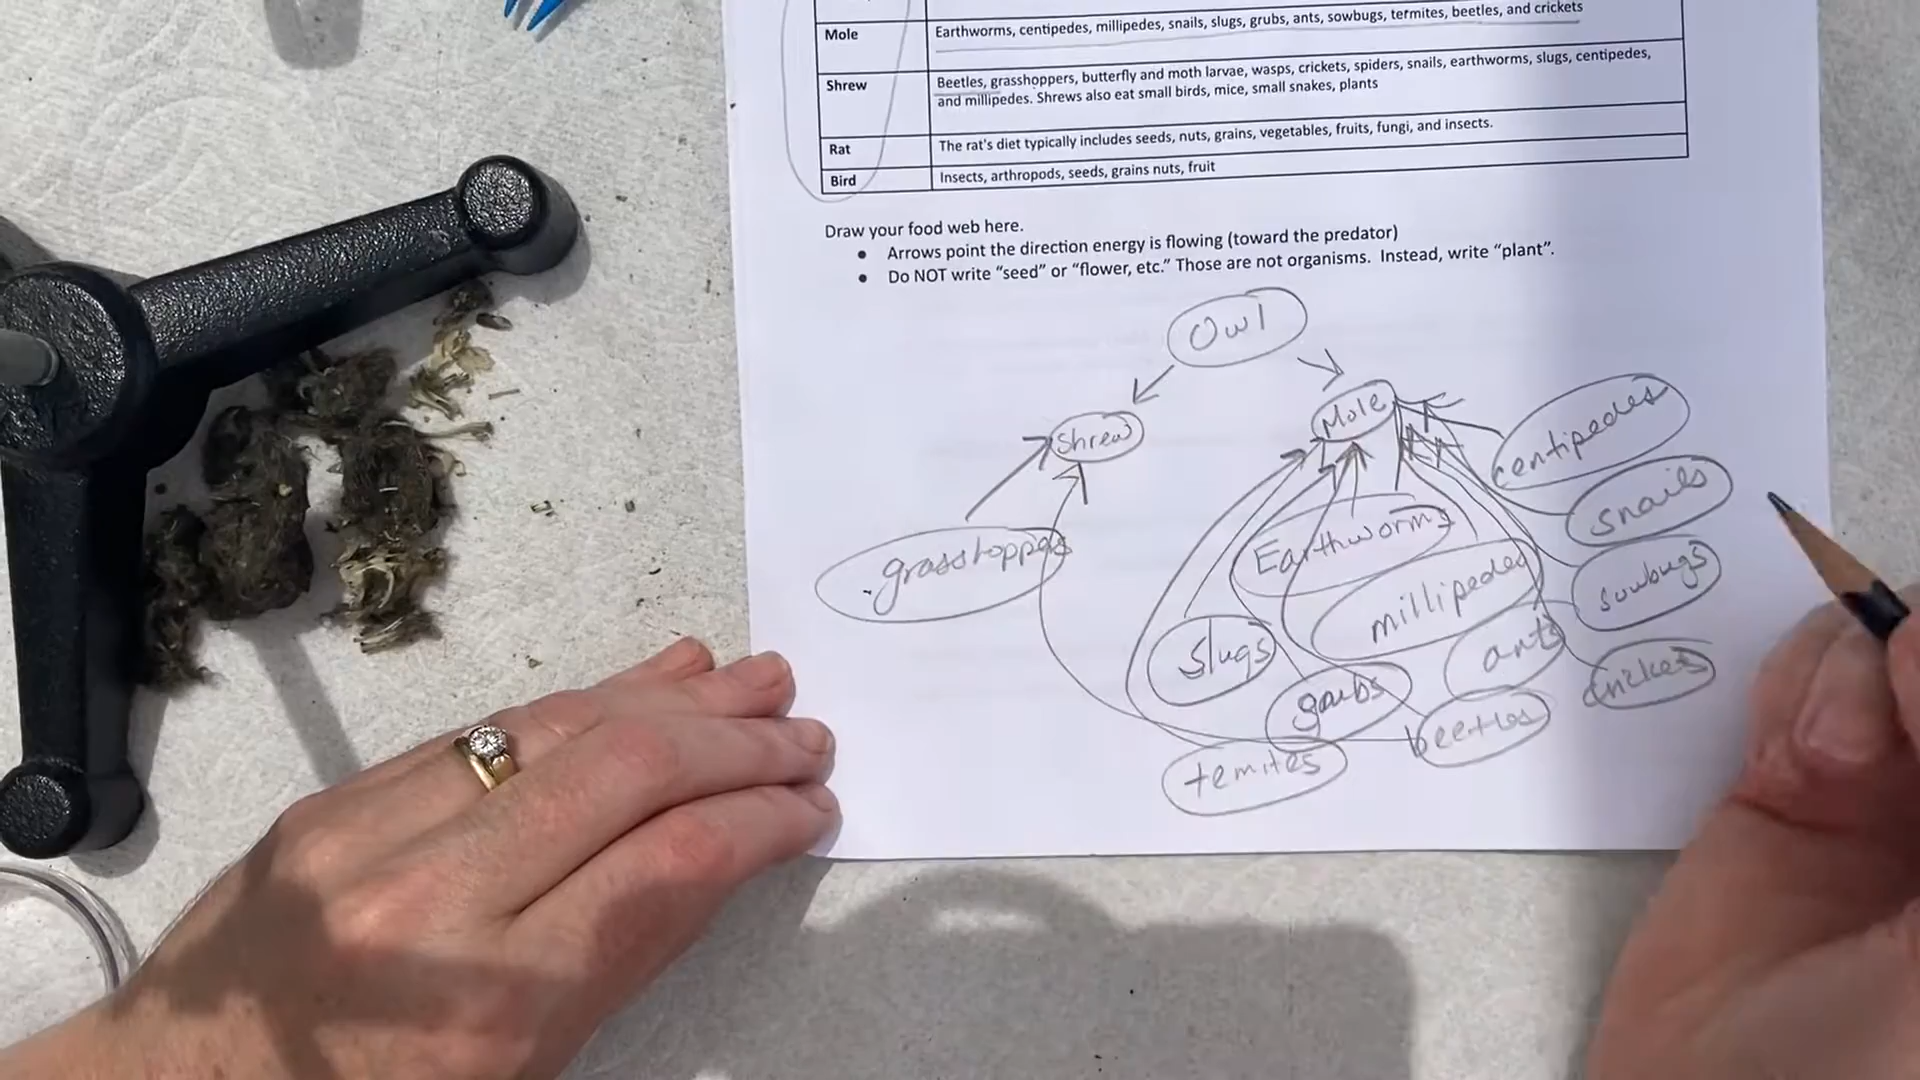 Mole
Earthworms, centipedes, millipedes, snails, slugs, grubs, ants, sowbugs, termites, beetles, and crickets
Shrew
Beetles, grasshoppers, butterfly and moth larvae, wasps, crickets, spiders, snails, earthworms, slugs, centipedes,
and millipedes. Shrews also eat small birds, mice, small snakes, plants
Rat
The rat's diet typically includes seeds, nuts, grains, vegetables, fruits, fungi, and insects.
Bird
Insects, arthropods, seeds, grains nuts, fruit
Draw your food web here.
● Arrows point the direction energy is flowing (toward the predator)
● Do NOT write “seed” or “flower, etc.” Those are not organisms. Instead, write “plant”.
Owl
Shrew
Mole
centipedes
snails
grasshoppers
Earthworms
millipedes
sowbugs
slugs
ants
grubs
crickets
beetles
temites